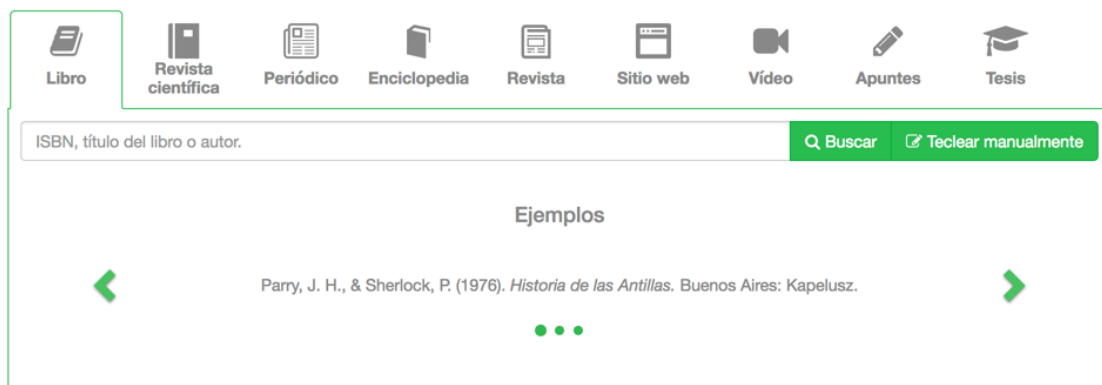 Libro
Revista
científica
Periódico
Enciclopedia
Revista
Sitio web
Vídeo
Apuntes
Tesis
ISBN, título del libro o autor.
Buscar
Teclear manualmente
Ejemplos
Parry, J. H., & Sherlock, P. (1976). Historia de las Antillas. Buenos Aires: Kapelusz.